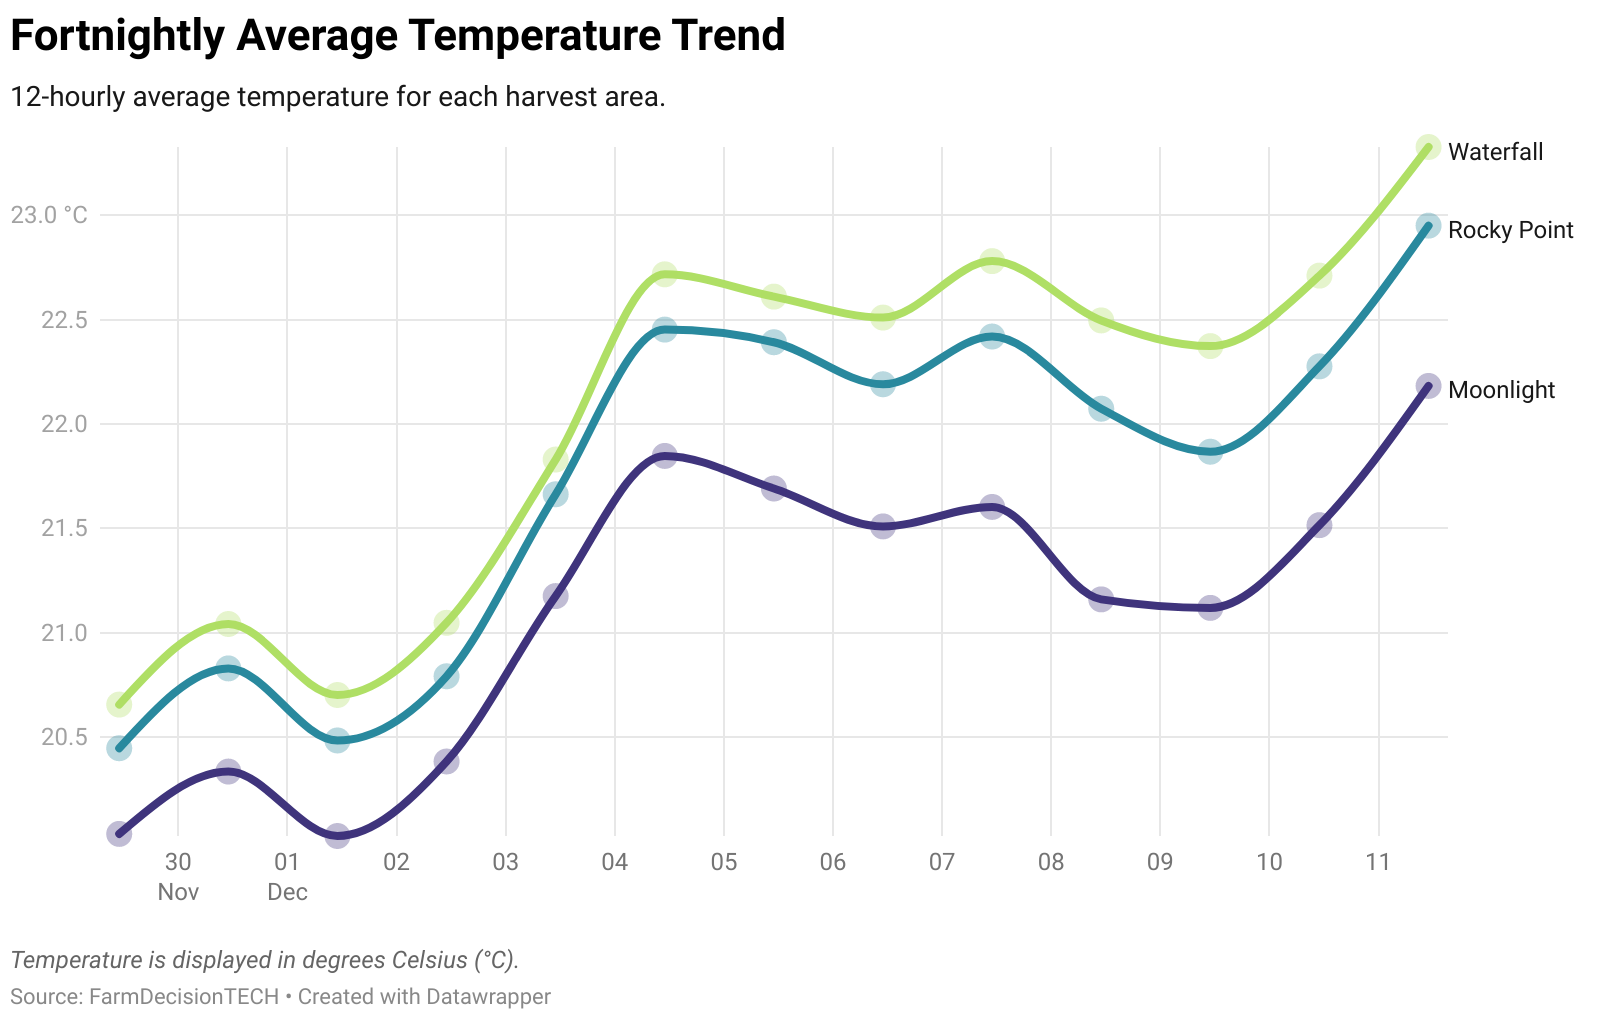 Fortnightly Average Temperature Trend
12-hourly average temperature for each harvest area.
Waterfall
23.0 °C
Rocky Point
22.5
Moonlight
22.0
21.5
21.0
20.5
30 01 02 03 04 05 06 07 08 09 10 11
Nov Dec
Temperature is displayed in degrees Celsius (°C).
Source: FarmDecisionTECH • Created with Datawrapper